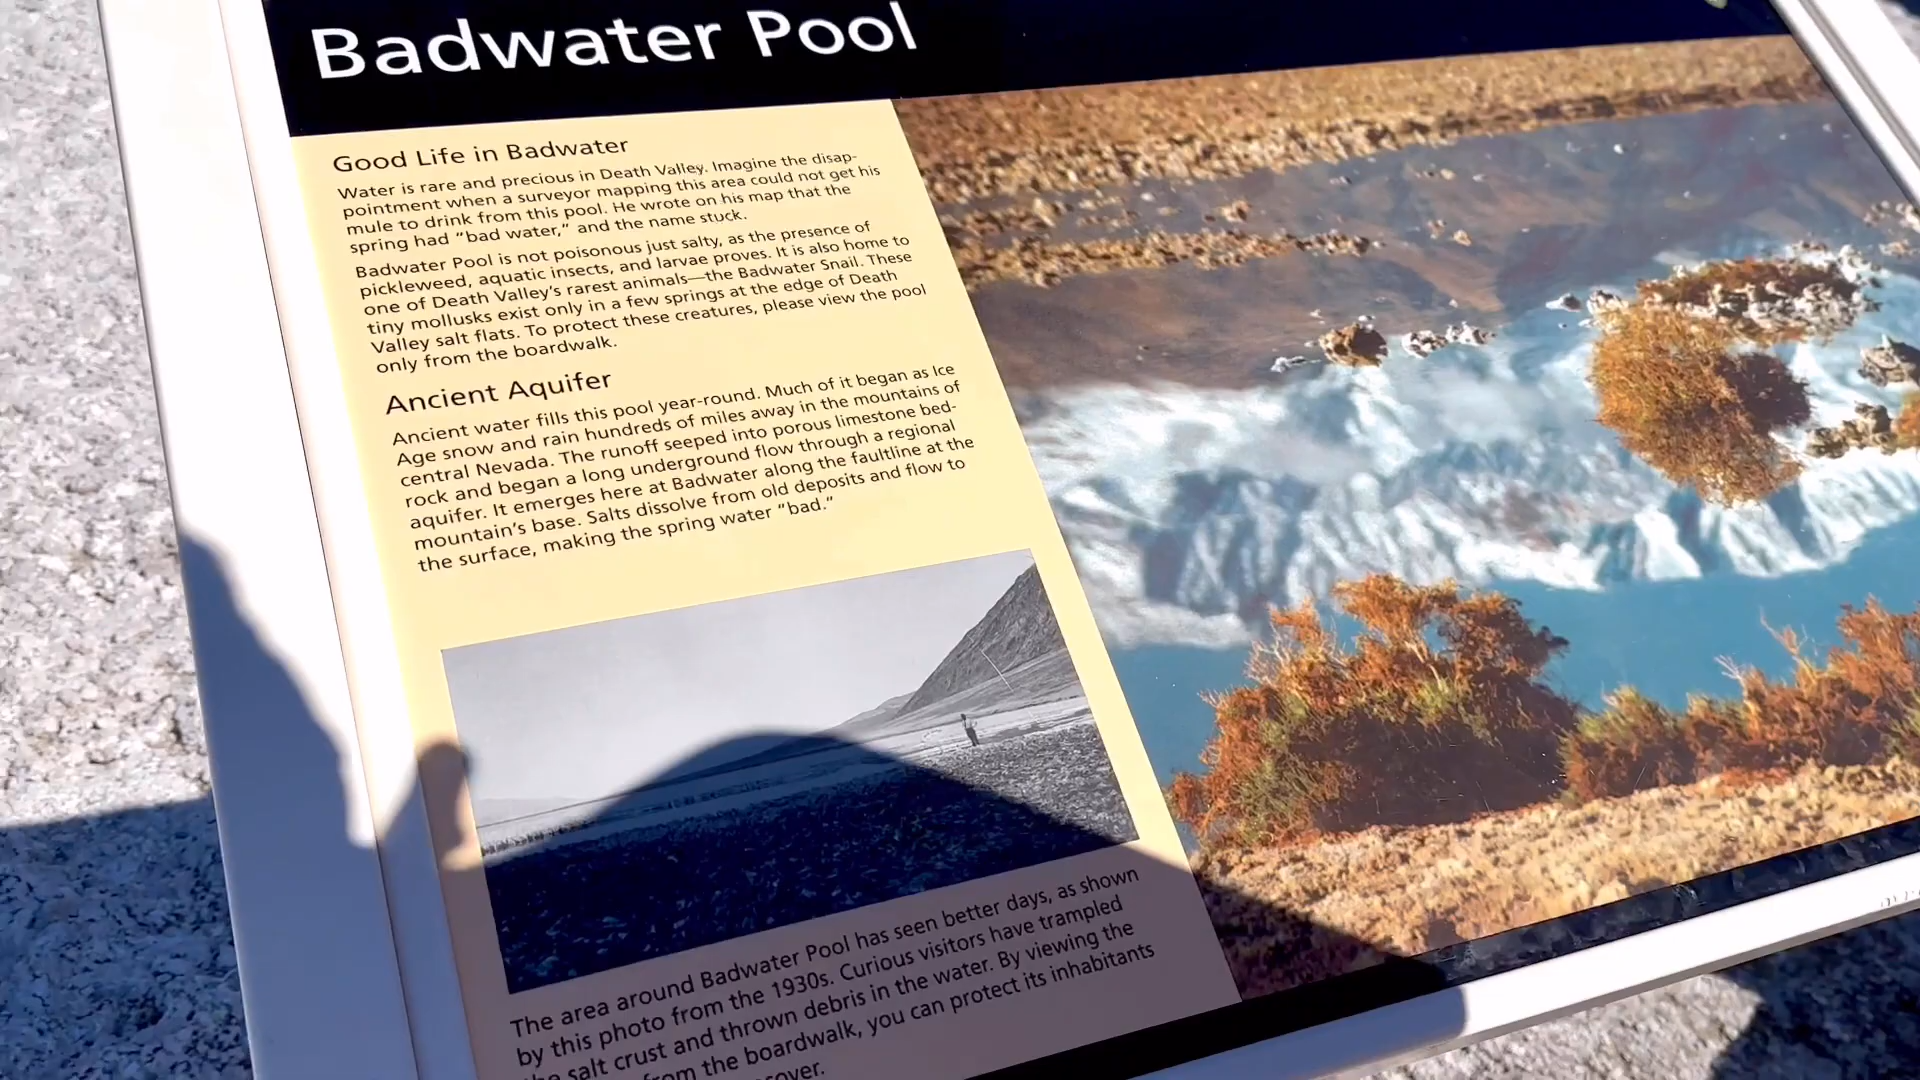 Badwater Pool
Good Life in Badwater
Water is rare and precious in Death Valley. Imagine the disap-
pointment when a surveyor mapping this area could not get his
mule to drink from this pool. He wrote on his map that the
spring had “bad water,” and the name stuck.
Badwater Pool is not poisonous just salty, as the presence of
pickleweed, aquatic insects, and larvae proves. It is also home to
one of Death Valley’s rarest animals—the Badwater Snail. These
tiny mollusks exist only in a few springs at the edge of Death
Valley salt flats. To protect these creatures, please view the pool
only from the boardwalk.
Ancient Aquifer
Ancient water fills this pool year-round. Much of it began as Ice
Age snow and rain hundreds of miles away in the mountains of
central Nevada. The runoff seeped into porous limestone bed-
rock and began a long underground flow through a regional
aquifer. It emerges here at Badwater along the faultline at the
mountain’s base. Salts dissolve from old deposits and flow to
the surface, making the spring water “bad.”
The area around Badwater Pool has seen better days, as shown
by this photo from the 1930s. Curious visitors have trampled
the salt crust and thrown debris in the water. By viewing the
from the boardwalk, you can protect its inhabitants